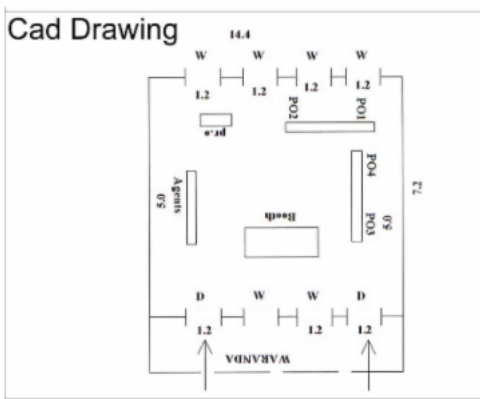 Cad Drawing
14.4
W W W W
1.2 1.2 1.2 1.2
PO2 PO1
pr.o
PO4
Agents
5.0
7.2
PO3
5.0
Booth
D W W D
1.2 1.2 1.2
WARANDA